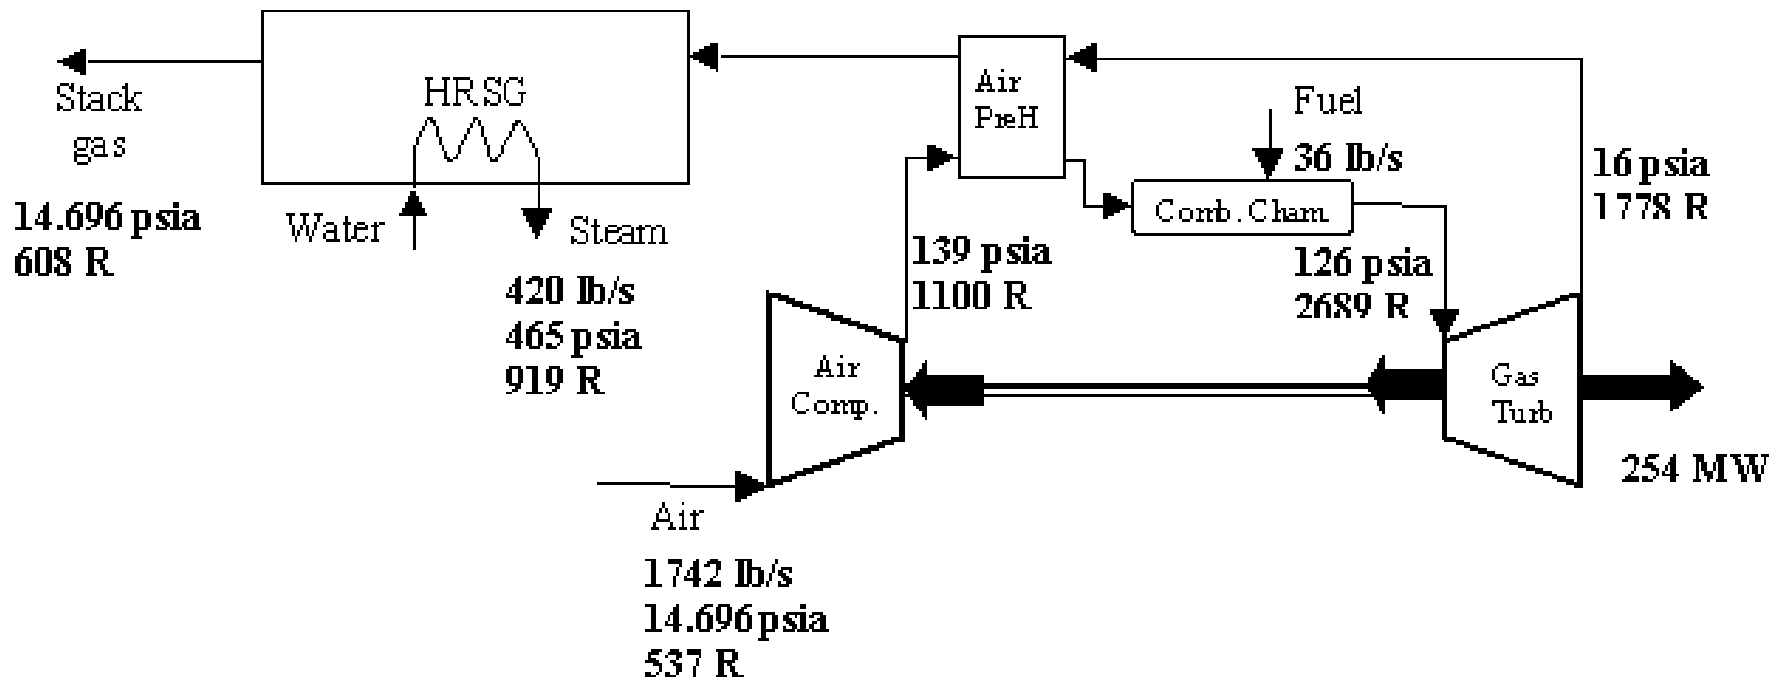 Stack
gas
14.696 psia
608 R
HRSG
Water
Steam
420 lb/s
465 psia
919 R
Air
PreH
Fuel
36 lb/s
Comb. Cham.
16 psia
1778 R
139 psia
1100 R
126 psia
2689 R
Air
Comp.
Gas
Turb
254 MW
Air
1742 lb/s
14.696 psia
537 R